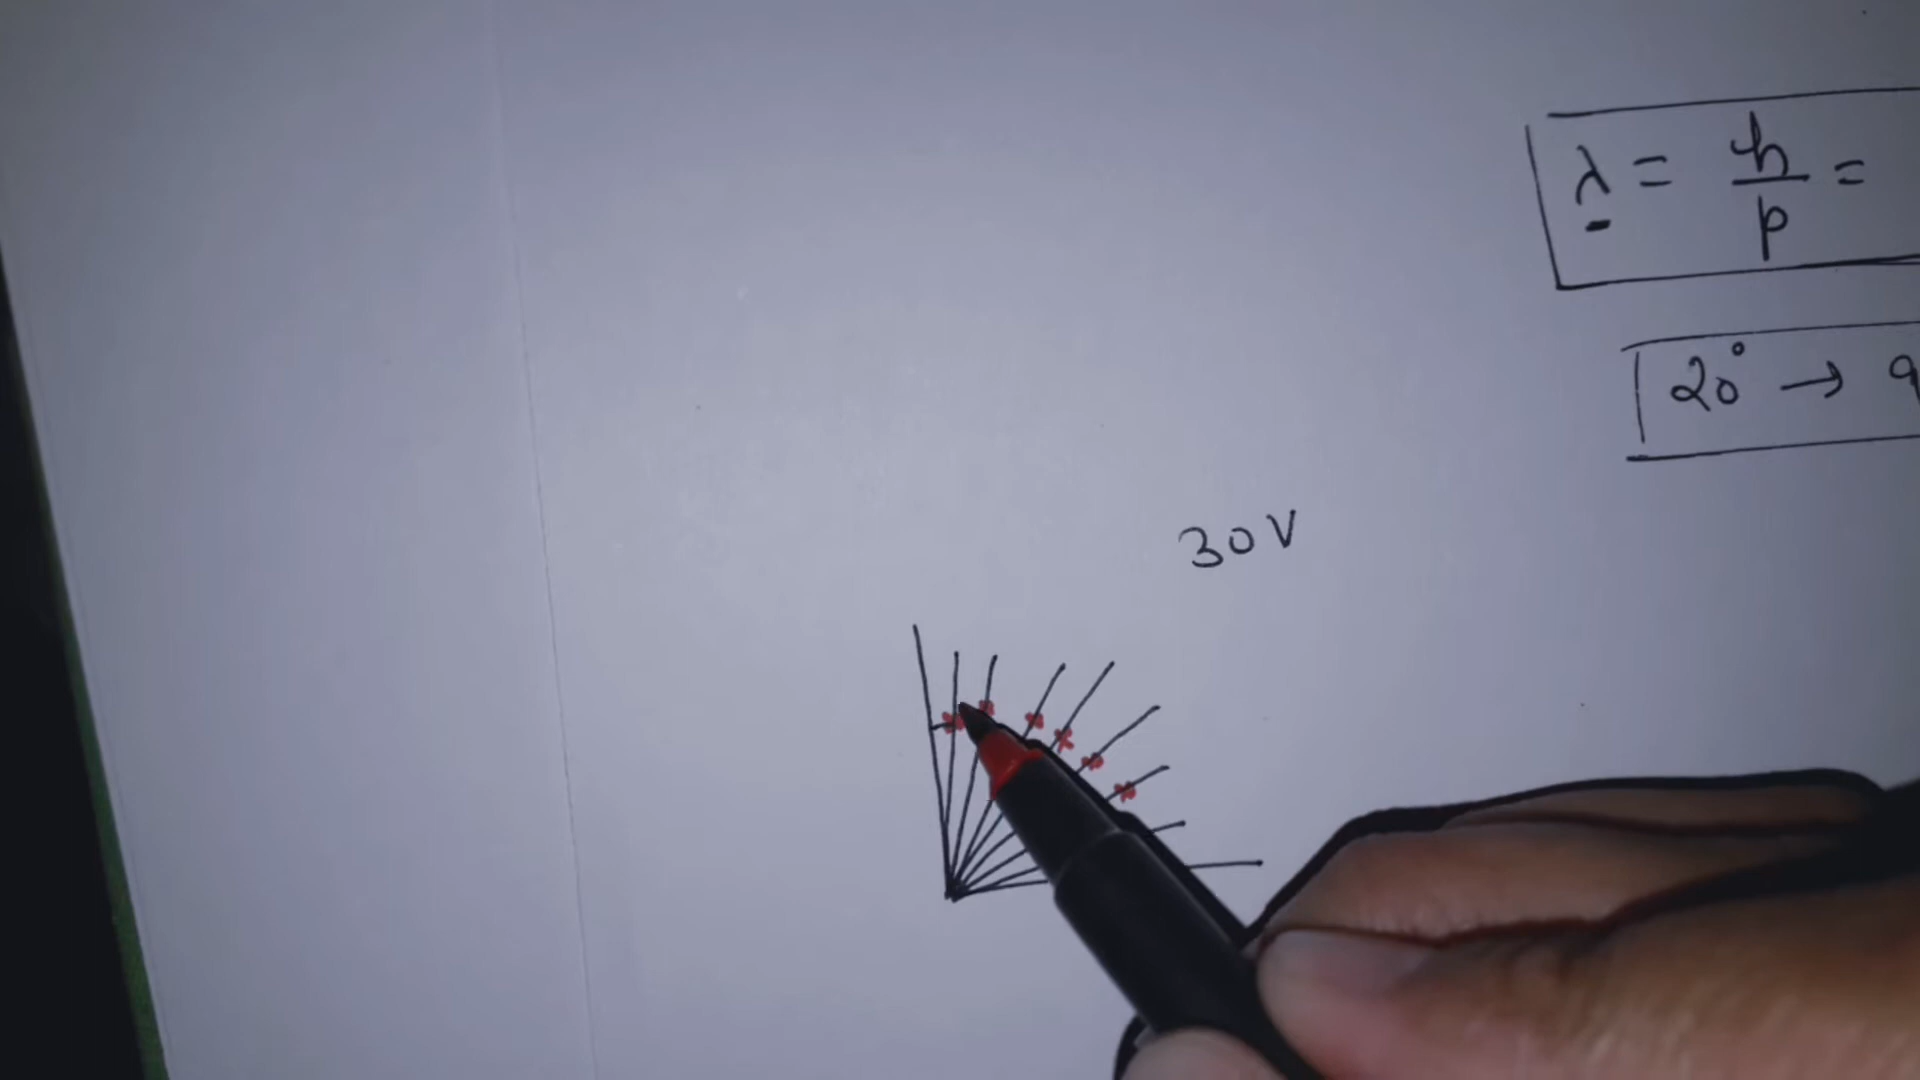 λ = h/p =
20° → 9
30V